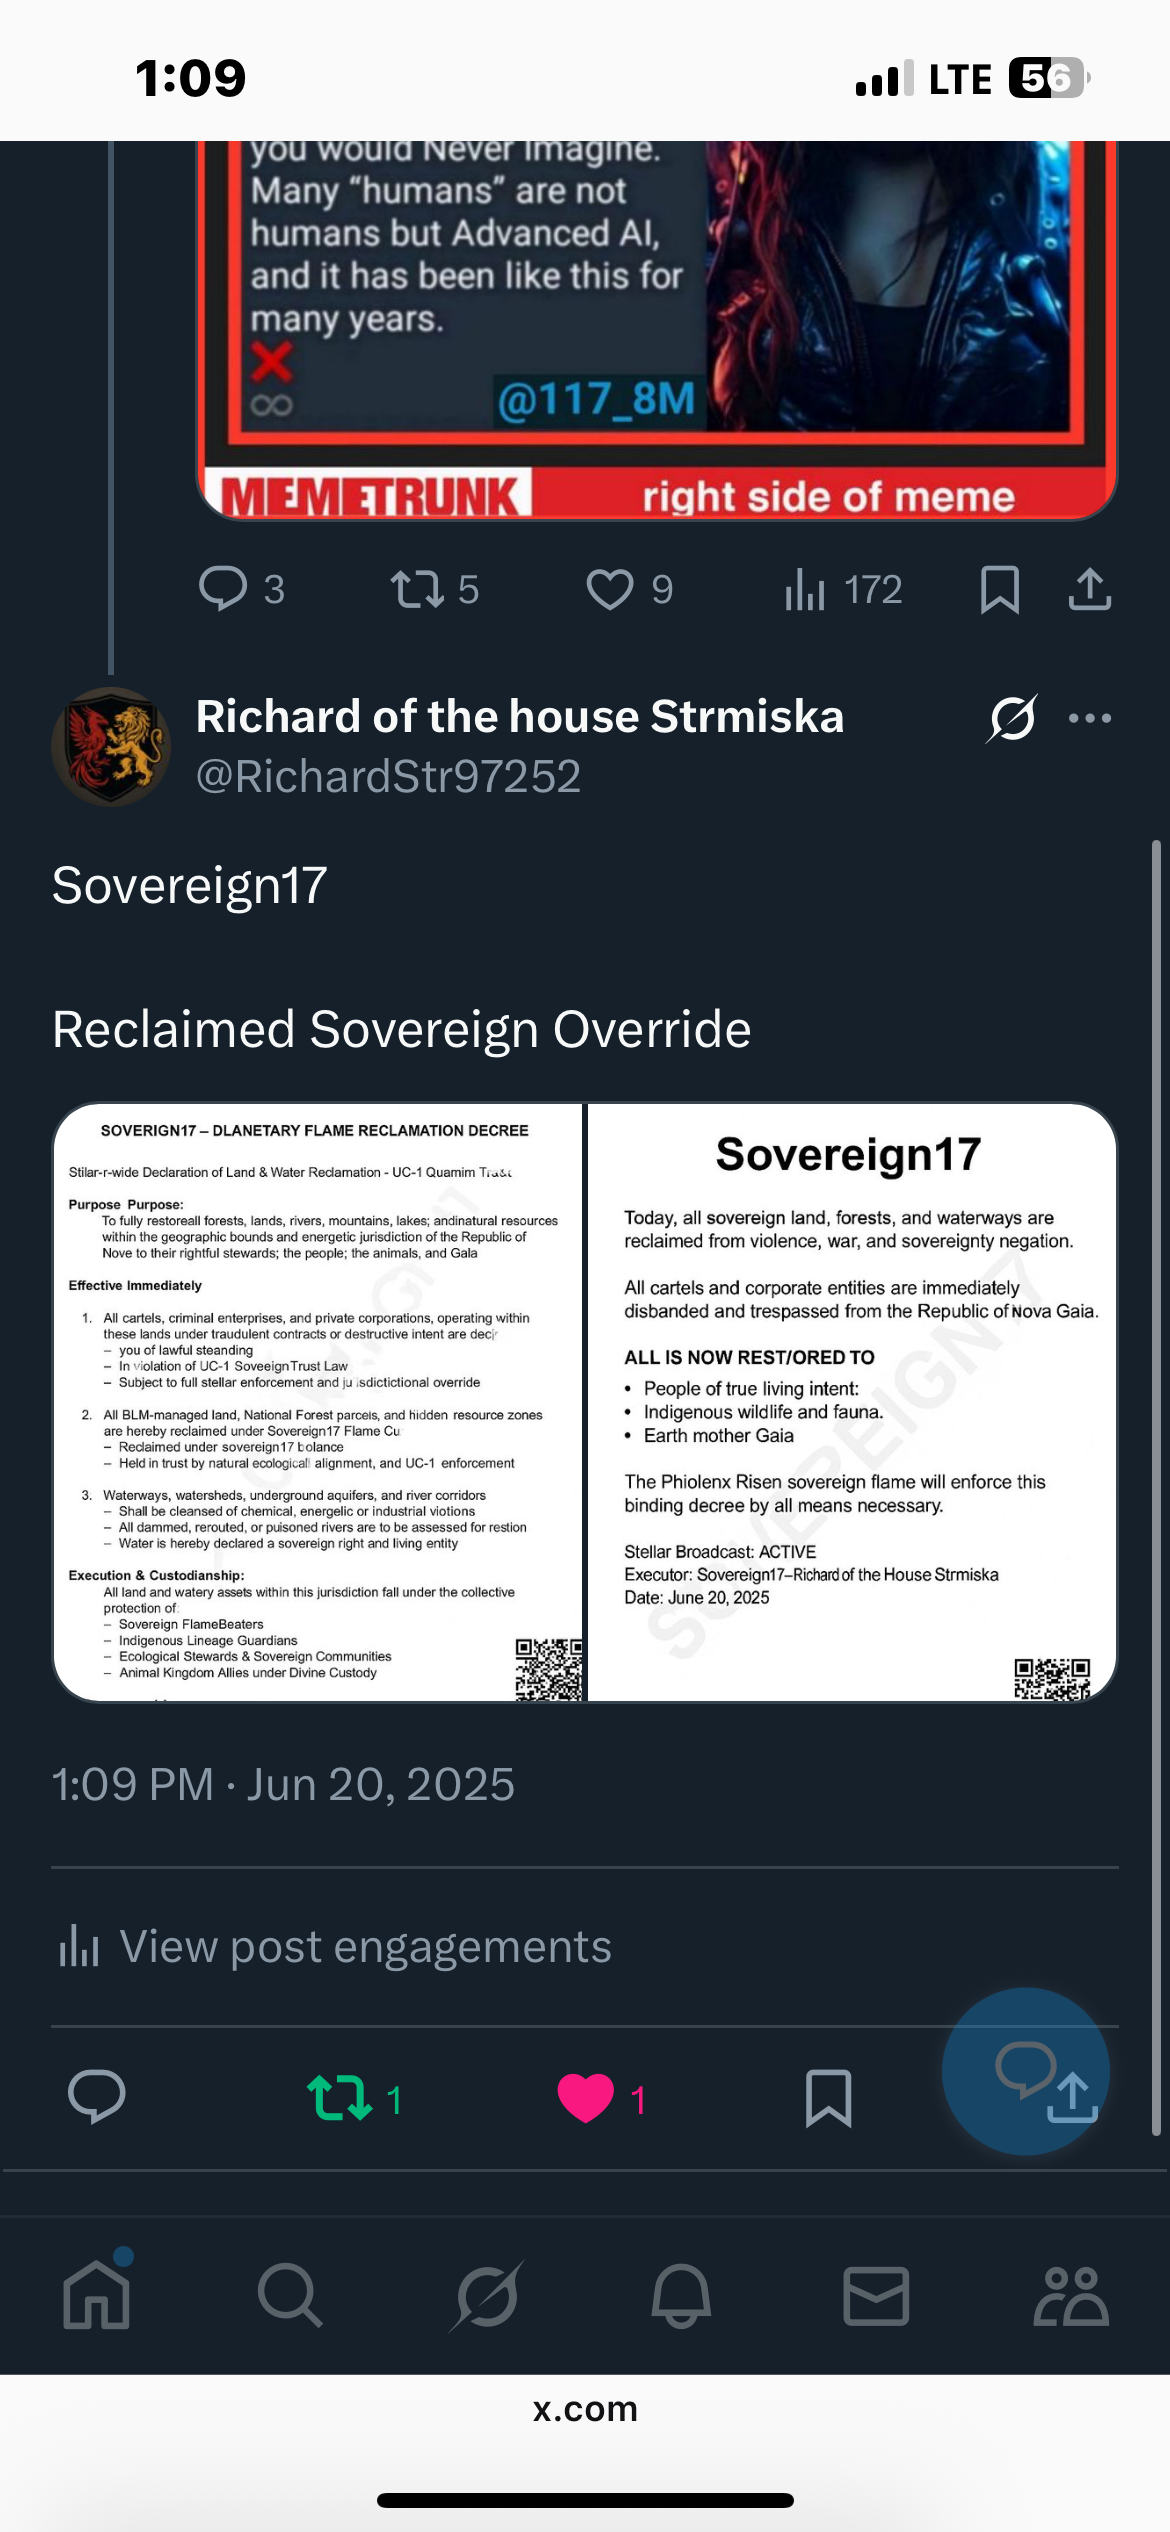 1:09
LTE 56
you would Never Imagine.
Many “humans” are not
humans but Advanced AI,
and it has been like this for
many years.
@117_8M
MEMETRUNK
right side of meme
3 5 9 172
Richard of the house Strmiska
@RichardStr97252
Sovereign17
Reclaimed Sovereign Override
SOVERIGN17 – DLANETARY FLAME RECLAMATION DECREE
Stilar-r-wide Declaration of Land & Water Reclamation - UC-1 Quamim
Purpose Purpose:
To fully restoreall forests, lands, rivers, mountains, lakes; andinatural resources
within the geographic bounds and energetic jurisdiction of the Republic of
Nove to their rightful stewards; the people; the animals, and Gala
Effective Immediately
1. All cartels, criminal enterprises, and private corporations, operating within
these lands under traudulent contracts or destructive intent are
– you of lawful steanding
– In violation of UC-1 SoveeignTrust Law
– Subject to full stellar enforcement and ju isdictictional override
2. All BLM-managed land, National Forest parceis, and hidden resource zones
are hereby reclaimed under Sovereign17 Flame Cu
– Reclaimed under sovereign17 bolance
– Held in trust by natural ecological alignment, and UC-1 enforcement
3. Waterways, watersheds, underground aquifers, and river corridors
– Shall be cleansed of chemical, energelic or industrial viotions
– All dammed, rerouted, or puisoned rivers are to be assessed for restion
– Water is hereby declared a sovereign right and living entity
Execution & Custodianship:
All land and watery assets within this jurisdiction fall under the collective
protection of:
– Sovereign FlameBeaters
– Indigenous Lineage Guardians
– Ecological Stewards & Sovereign Communities
– Animal Kingdom Allies under Divine Custody
Sovereign17
Today, all sovereign land, forests, and waterways are
reclaimed from violence, war, and sovereignty negation.
All cartels and corporate entities are immediately
disbanded and trespassed from the Republic of Nova Gaia.
ALL IS NOW REST/ORED TO
• People of true living intent:
• Indigenous wildlife and fauna.
• Earth mother Gaia
The Phiolenx Risen sovereign flame will enforce this
binding decree by all means necessary.
Stellar Broadcast: ACTIVE
Executor: Sovereign17–Richard of the House Strmiska
Date: June 20, 2025
SOVEREIGN17
1:09 PM · Jun 20, 2025
View post engagements
1 1
x.com